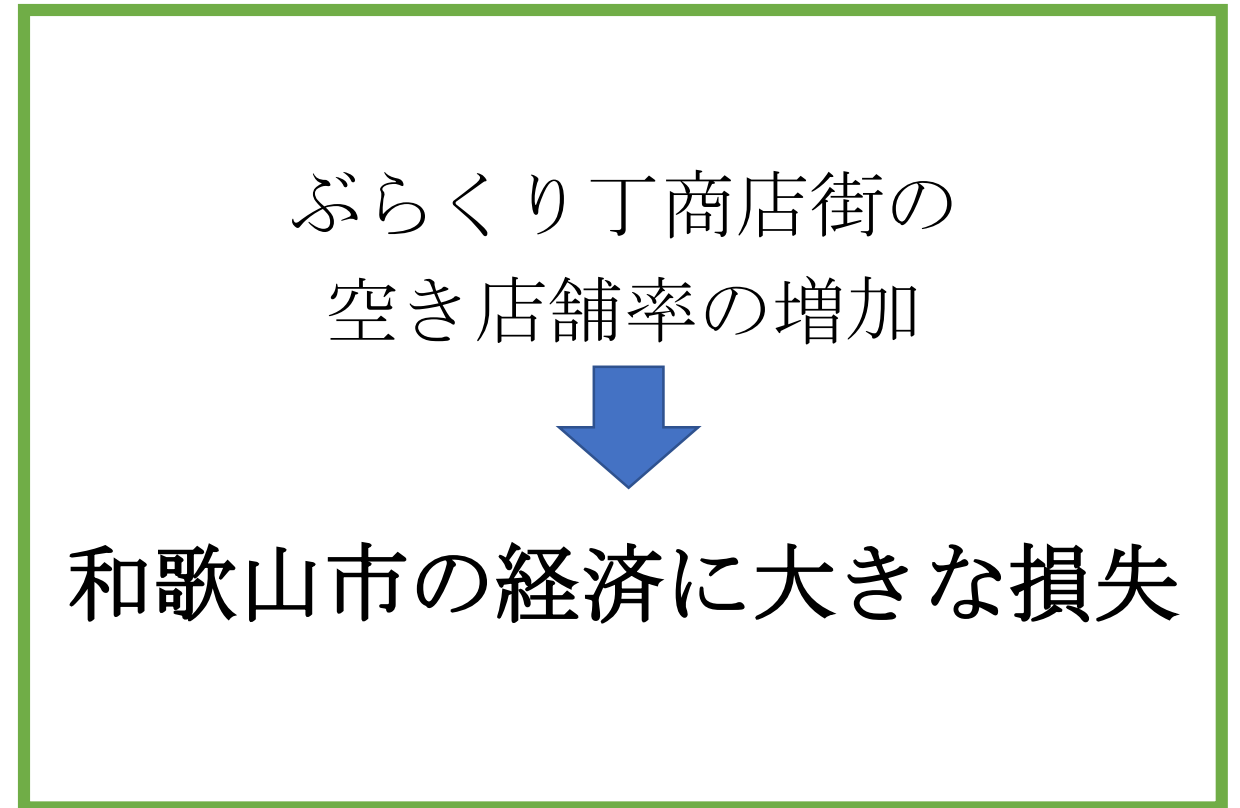 ぶらくり丁商店街の
空き店舗率の増加
和歌山市の経済に大きな損失